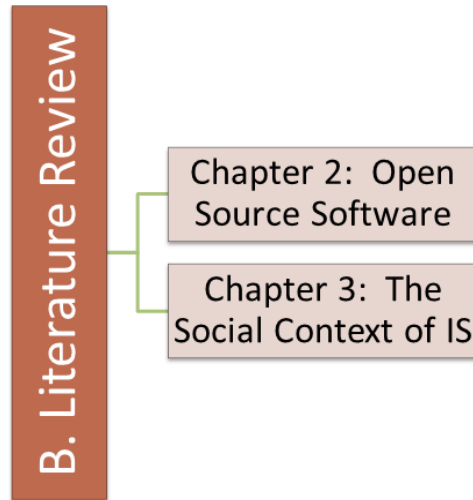 B. Literature Review
Chapter 2:  Open
Source Software
Chapter 3:  The
Social Context of IS